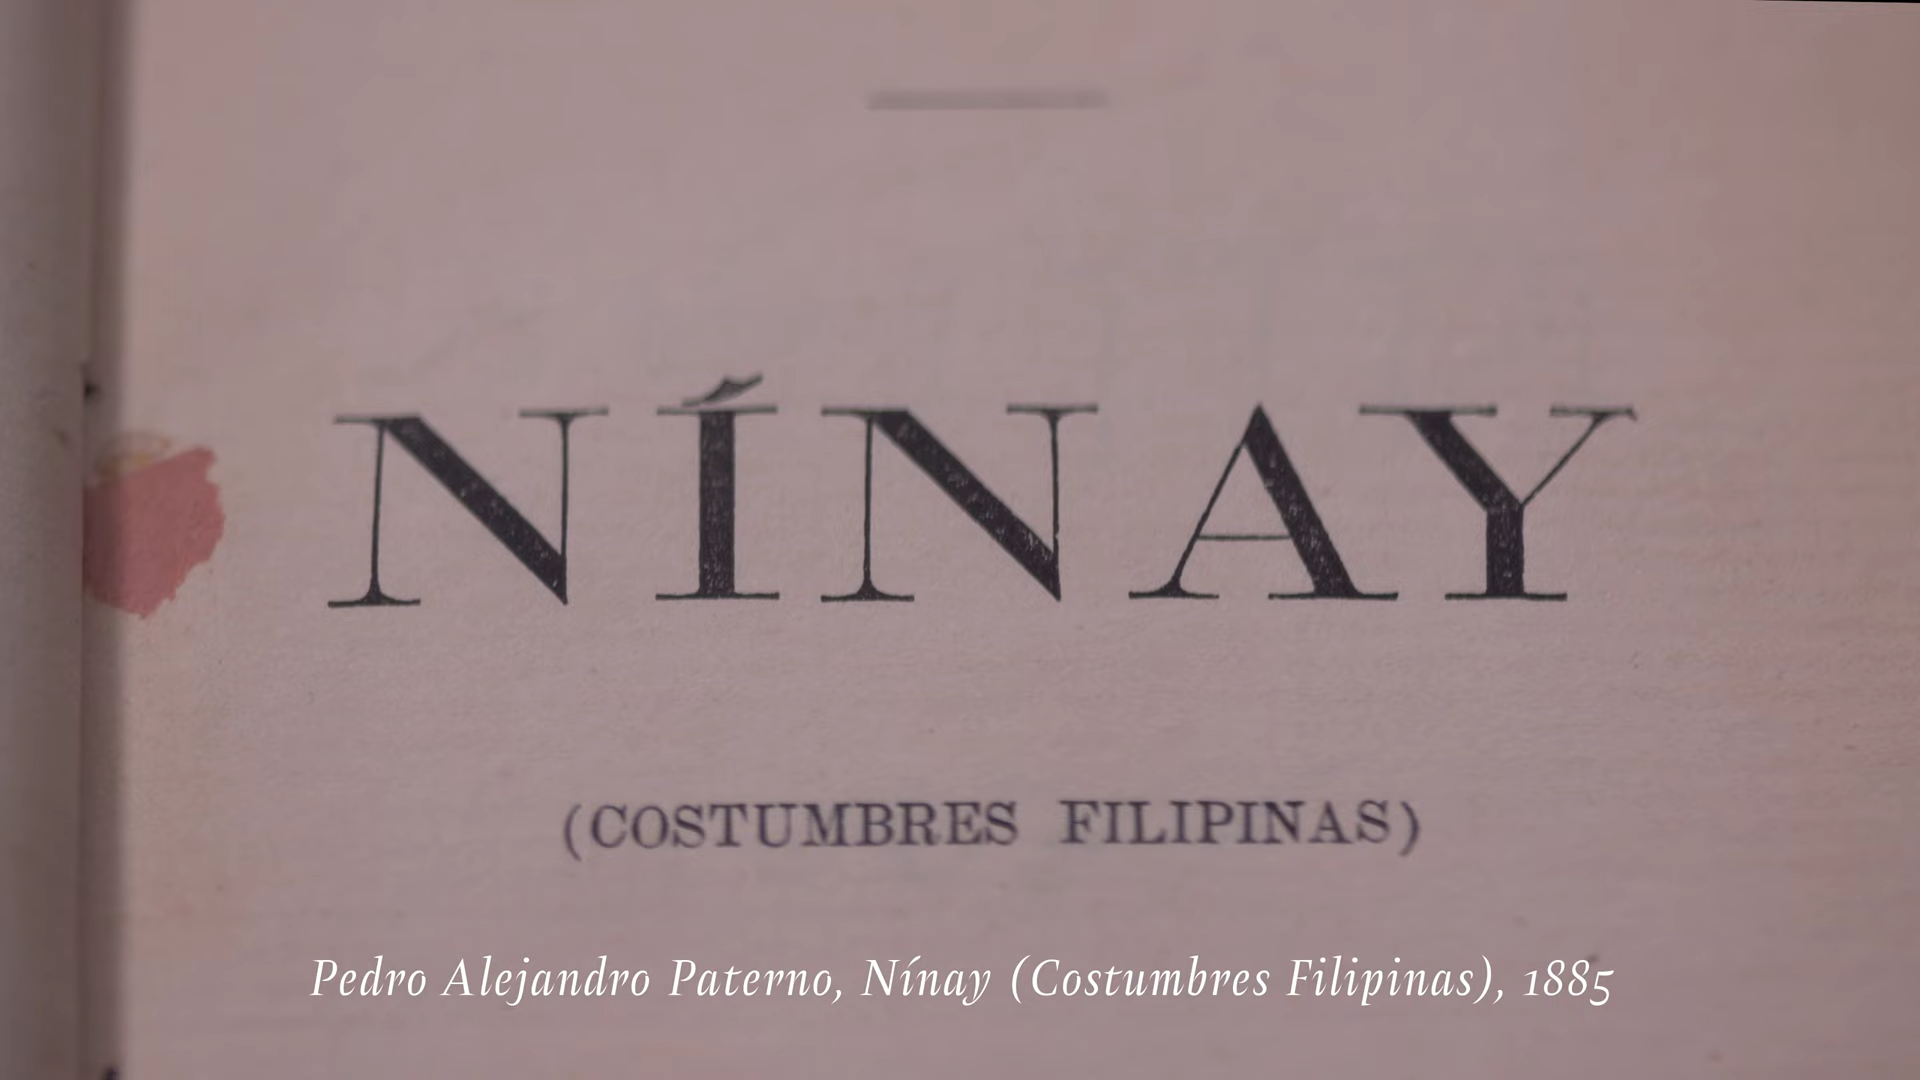 NÍNAY
(COSTUMBRES FILIPINAS)
Pedro Alejandro Paterno, Nínay (Costumbres Filipinas), 1885